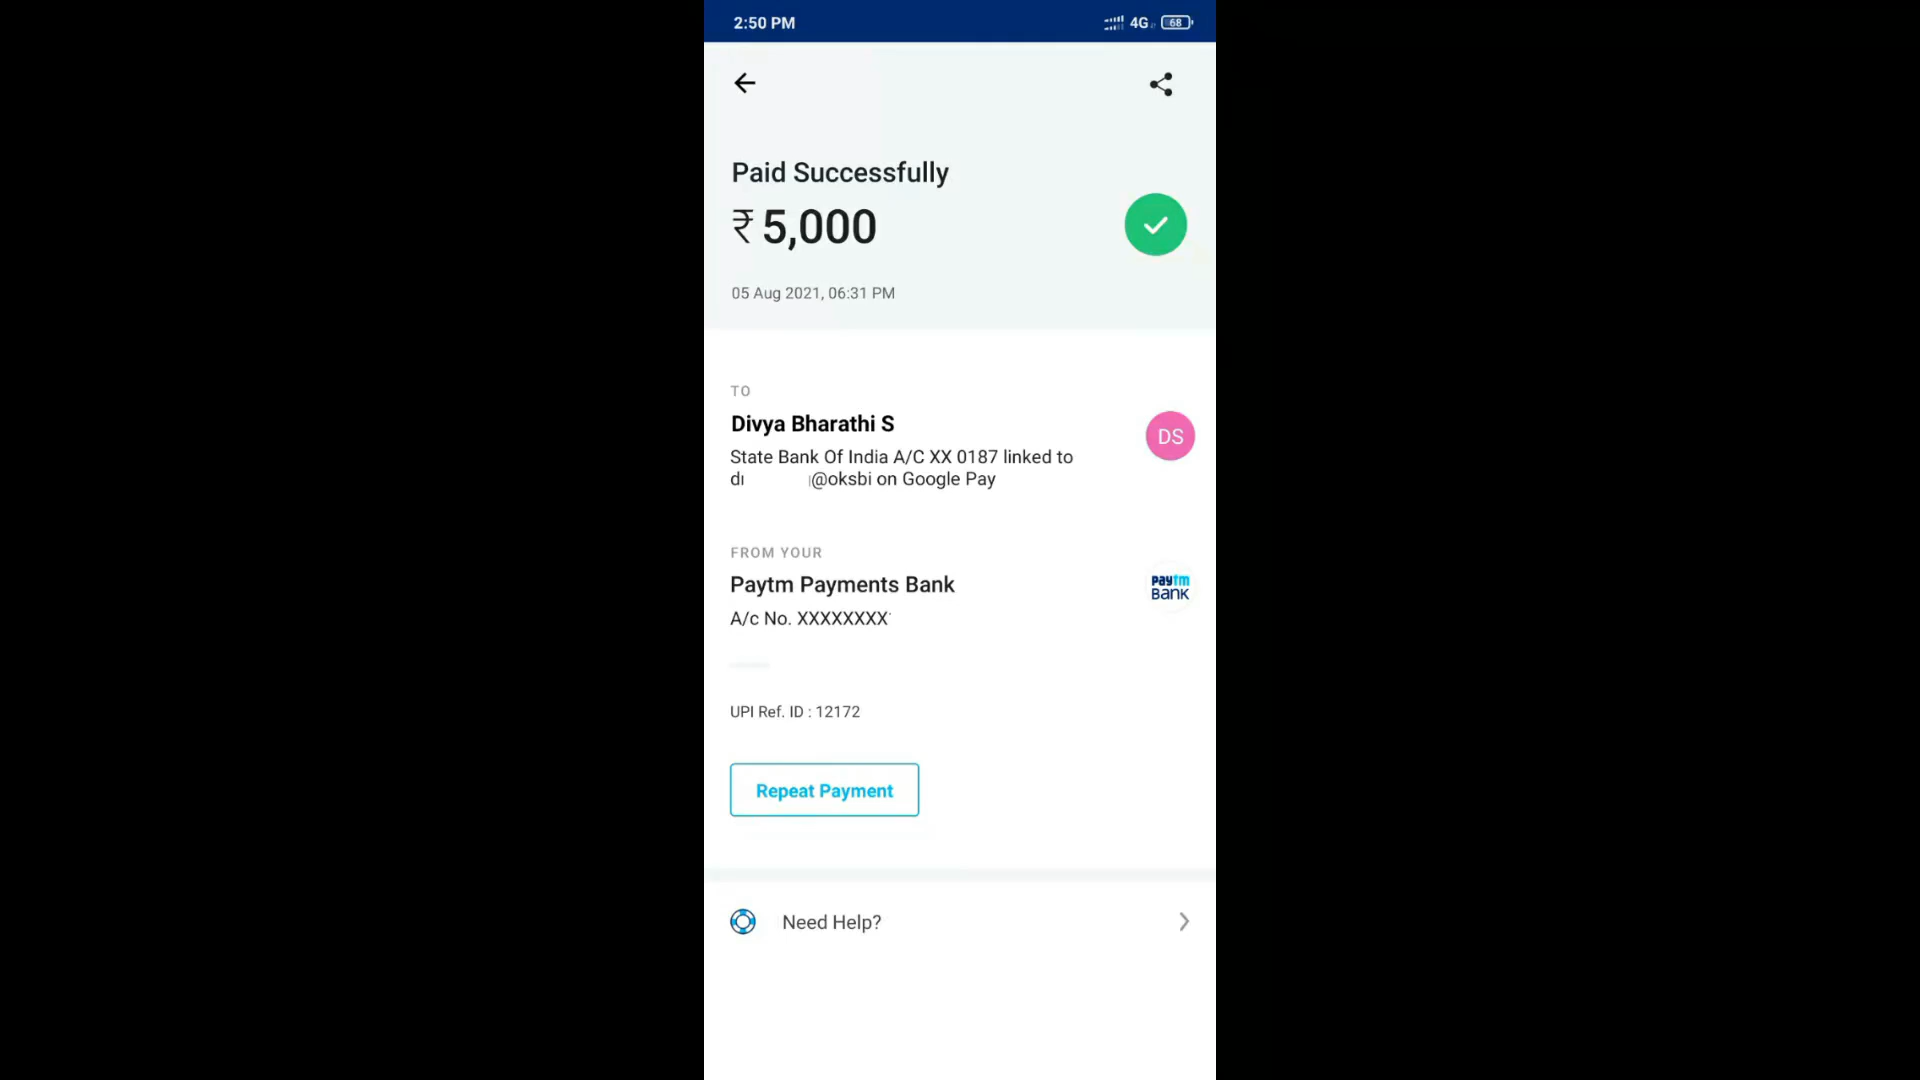 2:50 PM
4G
68
Paid Successfully
₹5,000
05 Aug 2021, 06:31 PM
TO
Divya Bharathi S
DS
State Bank Of India A/C XX 0187 linked to
@oksbi on Google Pay
FROM YOUR
Paytm Payments Bank
paytm
BANK
A/c No. XXXXXXXX
UPI Ref. ID : 12172
Repeat Payment
Need Help?